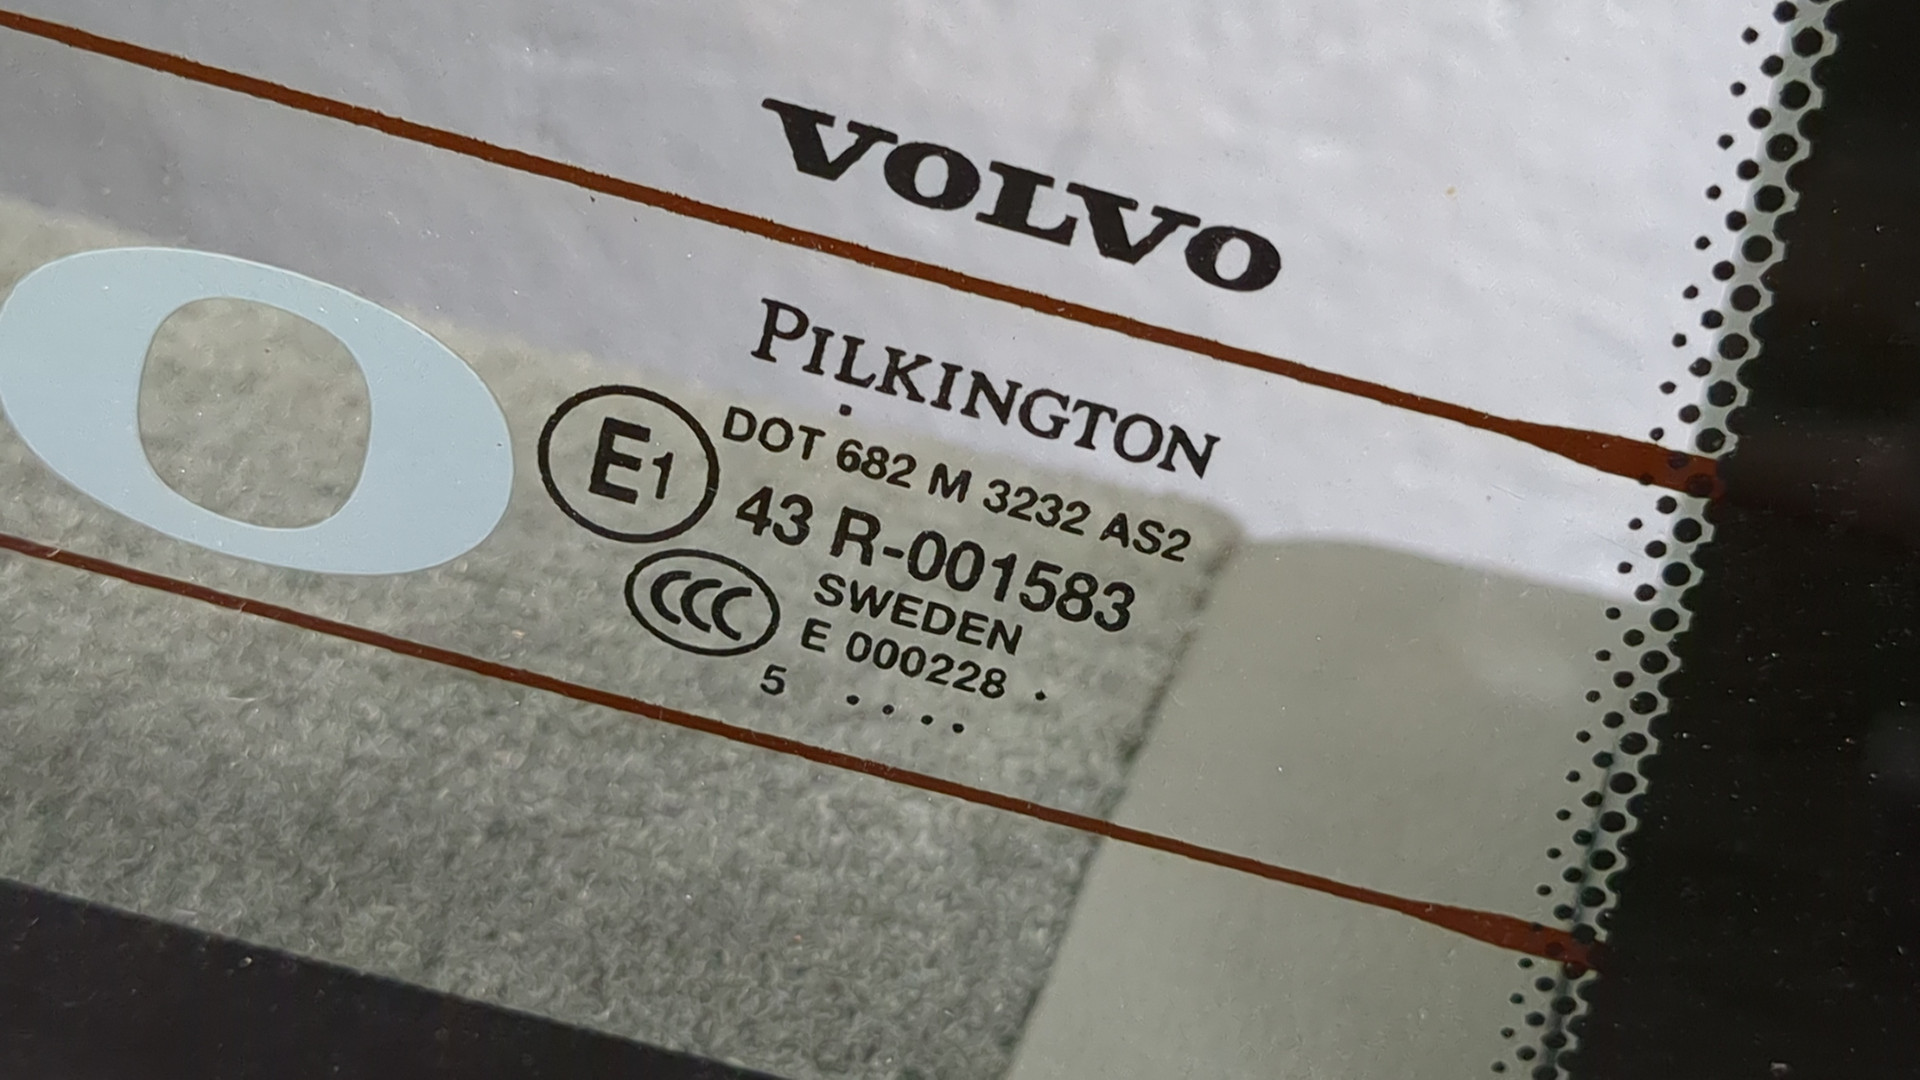 VOLVO
PILKINGTON
DOT 682 M 3232 AS2
E1
43 R-001583
CCC
SWEDEN
E 000228 .
5 . . . .
O